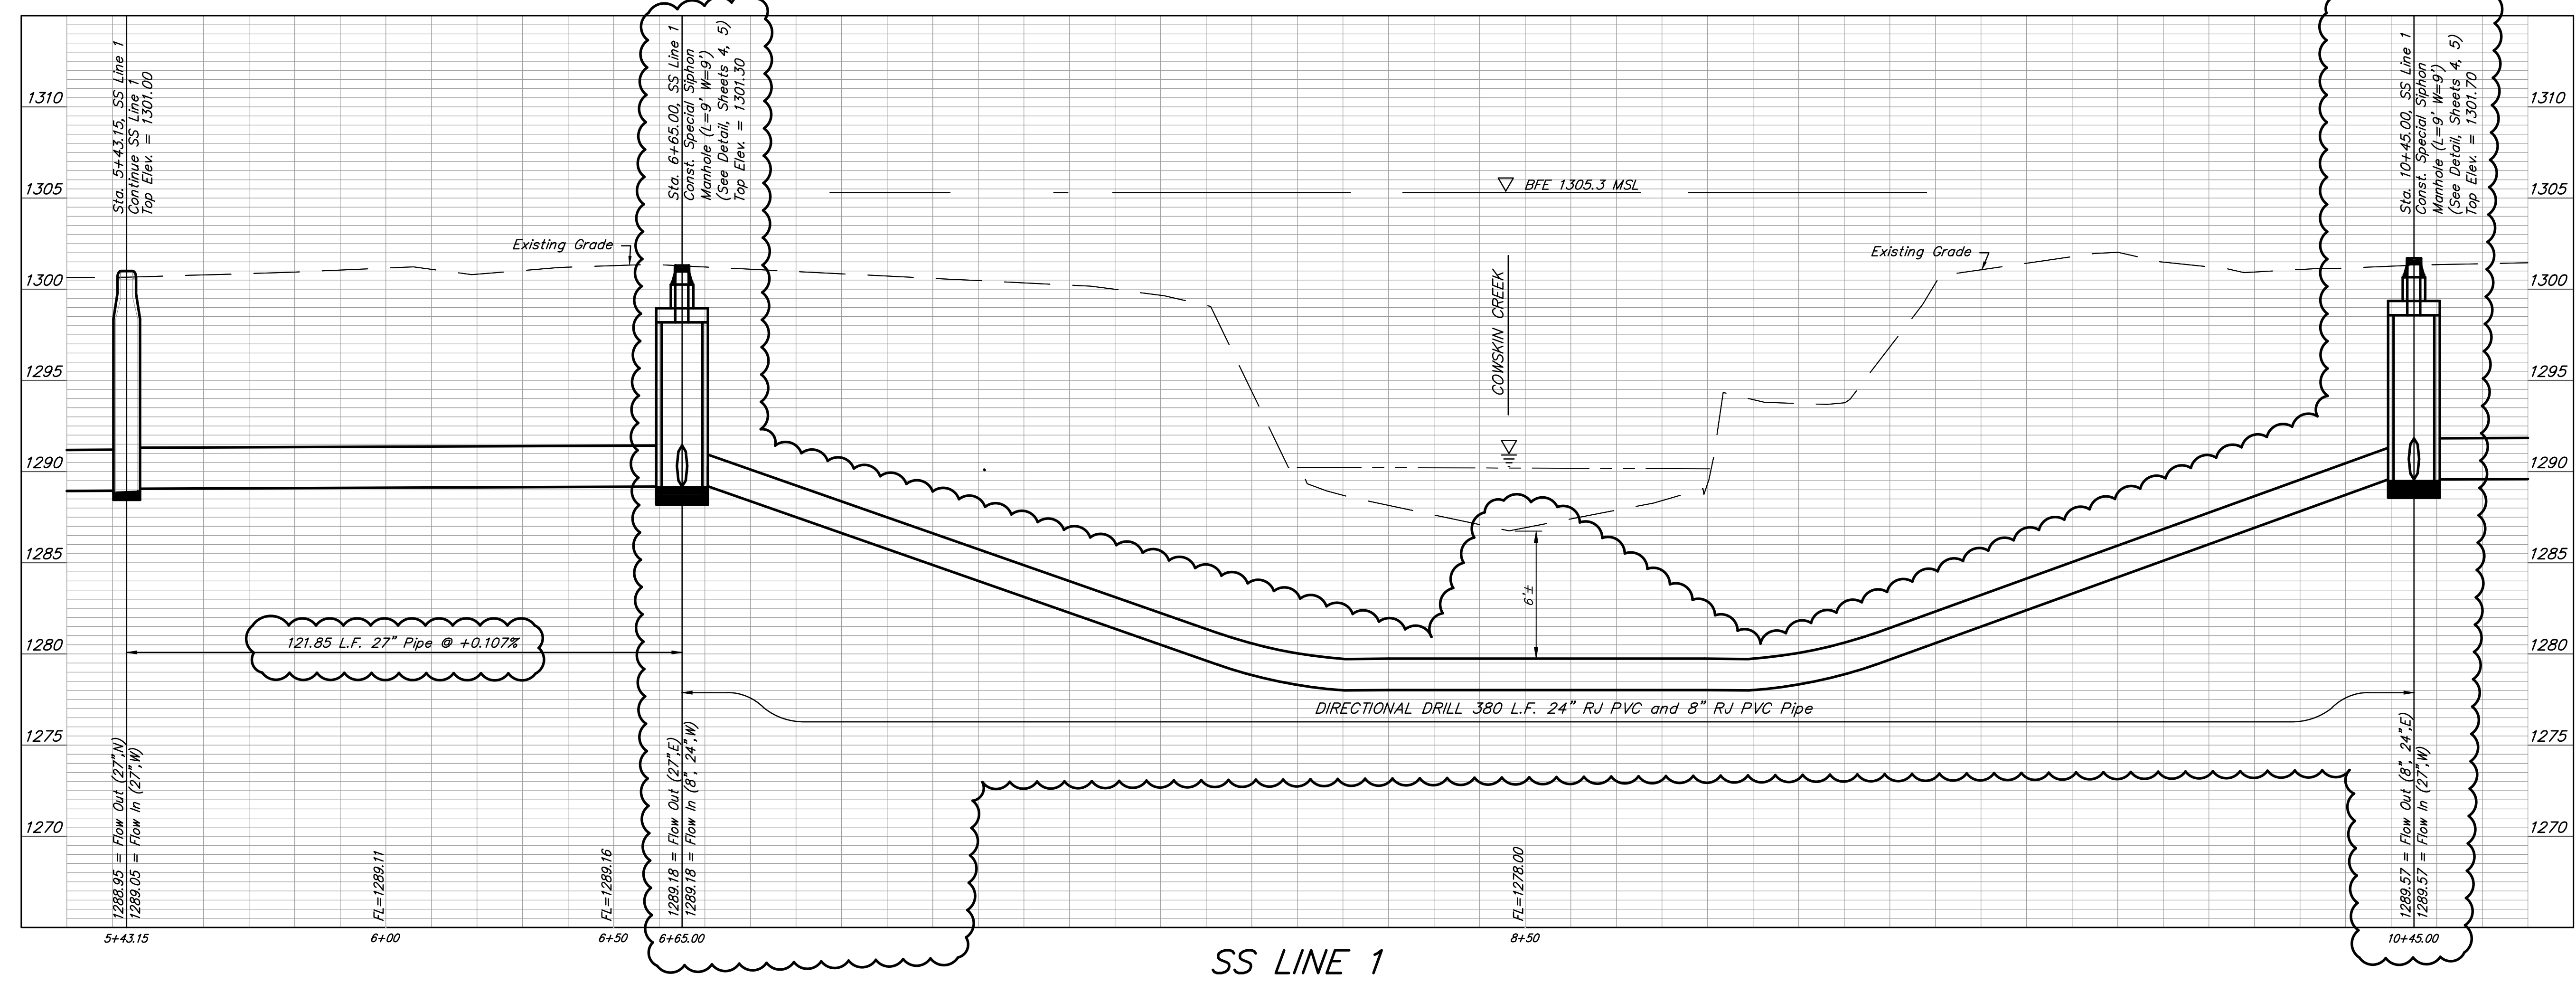 1310
1305
1300
1295
1290
1285
1280
1275
1270
Sta. 5+43.15, SS Line 1
Continue SS Line 1
Top Elev. = 1301.00
Sta. 6+65.00, SS Line 1
Const. Special Siphon
Manhole (L=9' W=9')
(See Detail, Sheets 4, 5)
Top Elev. = 1301.30
Existing Grade
BFE 1305.3 MSL
COWSKIN CREEK
Existing Grade
Sta. 10+45.00, SS Line 1
Const. Special Siphon
Manhole (L=9' W=9')
(See Detail, Sheets 4, 5)
Top Elev. = 1301.70
1310
1305
1300
1295
1290
1285
1280
1275
1270
6'±
121.85 L.F. 27" Pipe @ +0.107%
DIRECTIONAL DRILL 380 L.F. 24" RJ PVC and 8" RJ PVC Pipe
1288.95 = Flow Out (27",N)
1289.05 = Flow In (27",W)
FL=1289.11
FL=1289.16
1289.18 = Flow Out (27",E)
1289.18 = Flow In (8", 24",W)
FL=1278.00
1289.57 = Flow Out (8", 24",E)
1289.57 = Flow In (27",W)
5+43.15
6+00
6+50
6+65.00
8+50
10+45.00
SS LINE 1